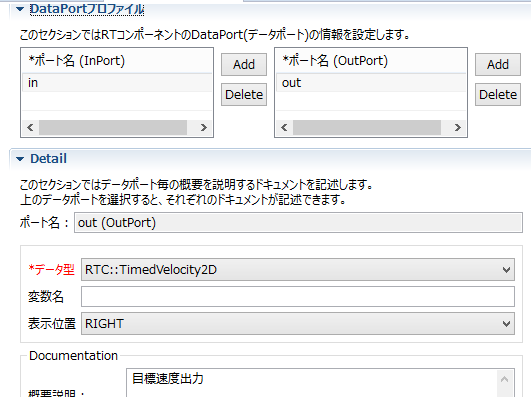 DataPortプロファイル
このセクションではRTコンポーネントのDataPort(データポート)の情報を設定します。
*ポート名 (InPort)
in
Add
Delete
*ポート名 (OutPort)
out
Add
Delete
Detail
このセクションではデータポート毎の概要を説明するドキュメントを記述します。
上のデータポートを選択すると、それぞれのドキュメントが記述できます。
ポート名： out (OutPort)
*データ型 RTC::TimedVelocity2D
変数名
表示位置 RIGHT
Documentation
概要説明： 目標速度出力